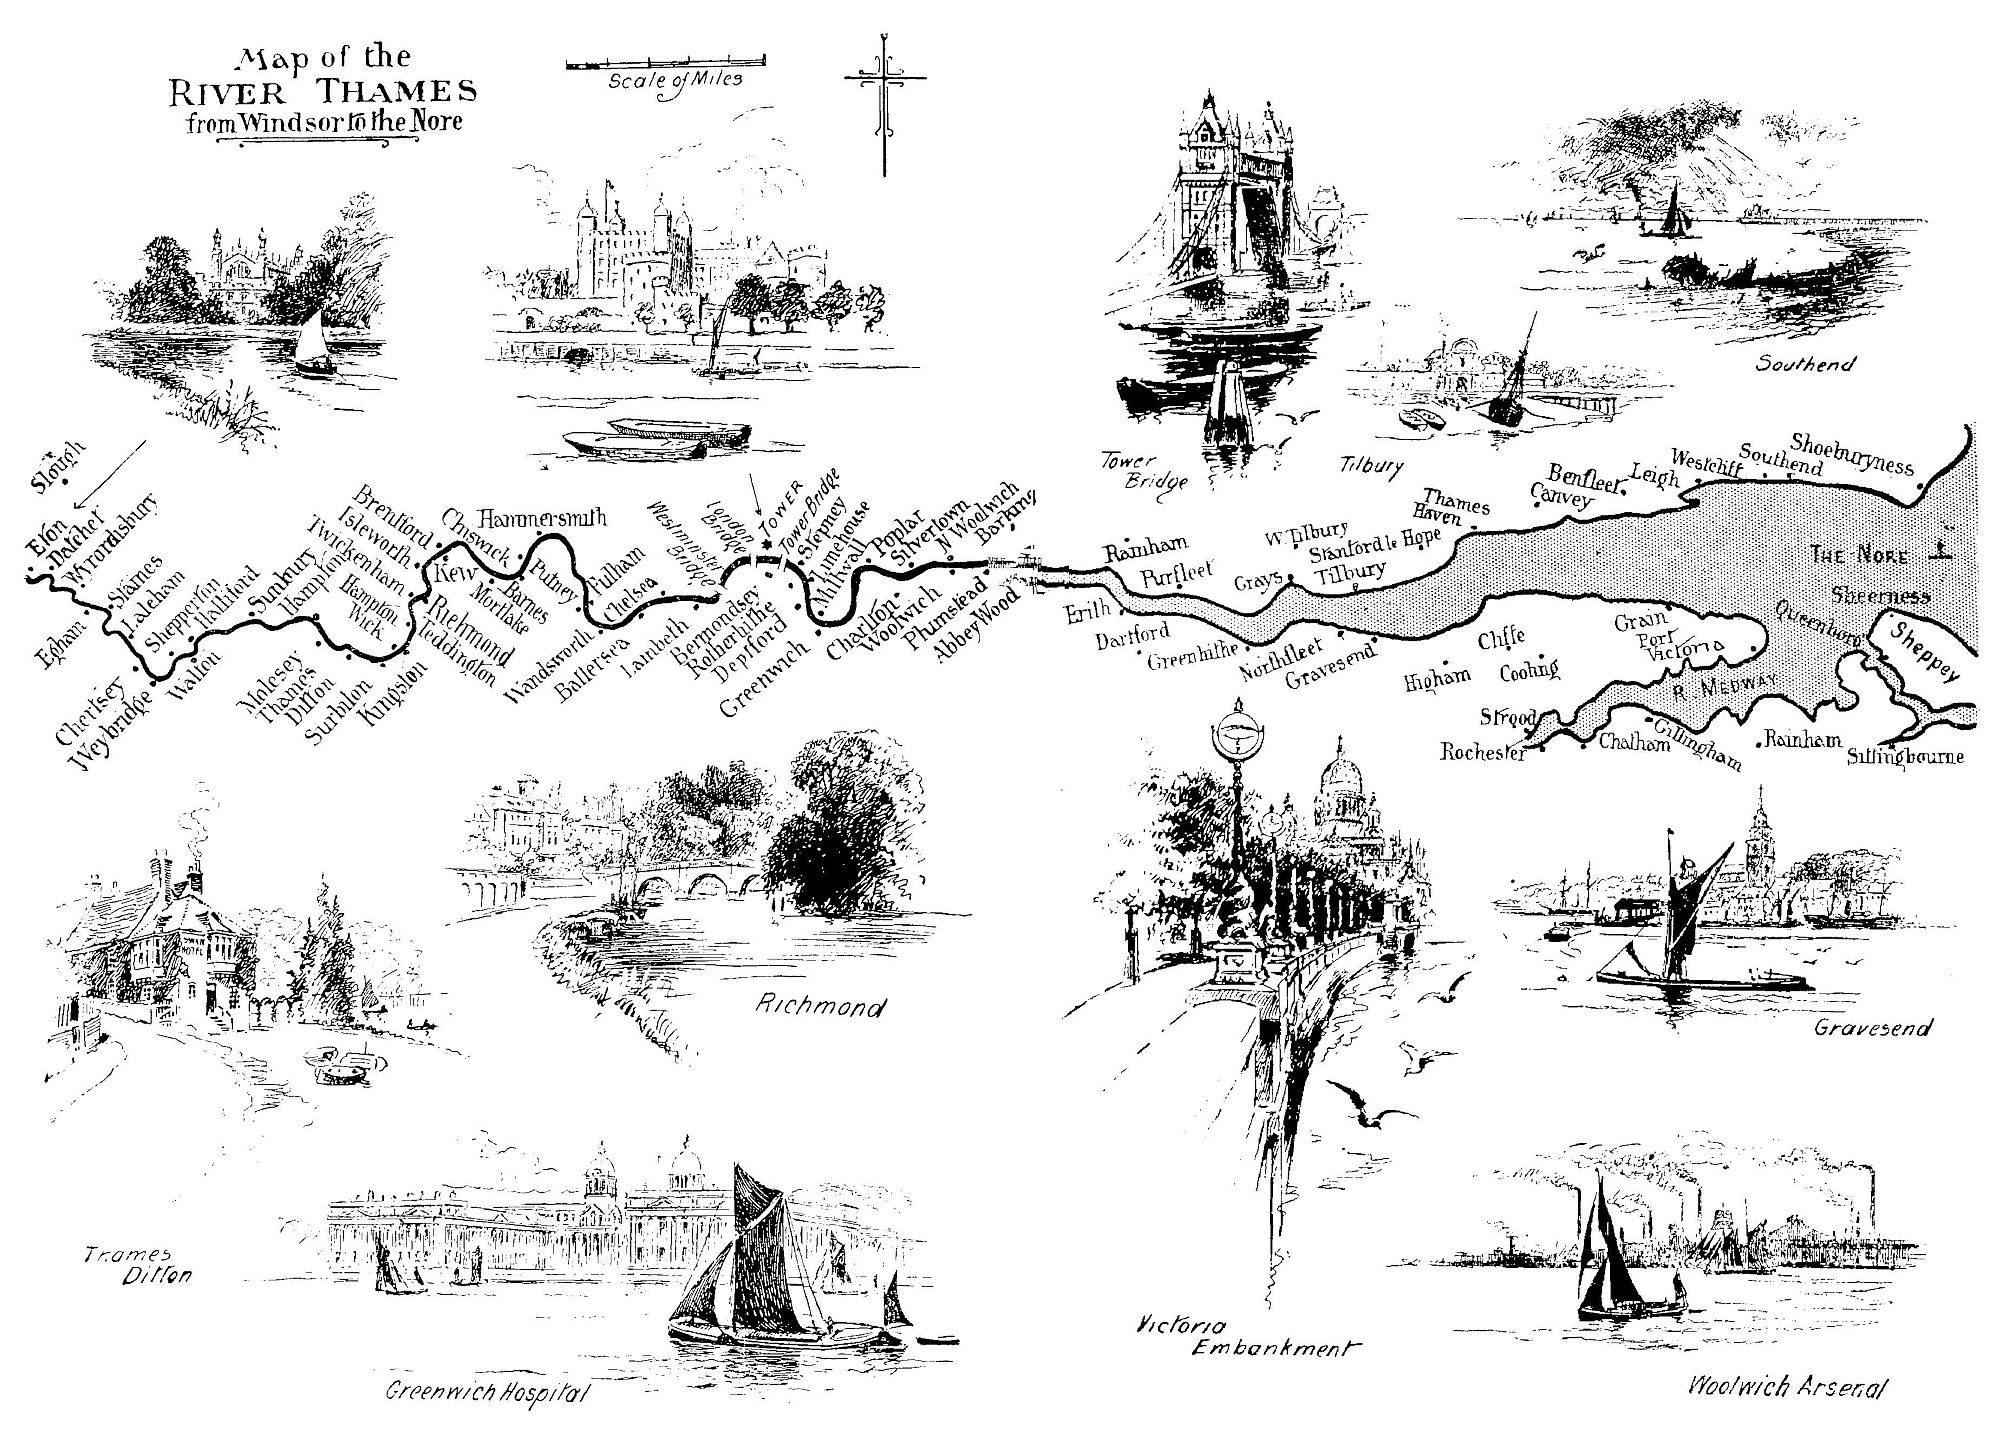 Map of the
RIVER THAMES
from Windsor to the Nore
Scale of Miles
Southend
Tower
Bridge
Tilbury
Slough
Eton
Datchet
Wyrardisbury
Staines
Laleham
Shepperton
Halliford
Sunbury
Hampton
Hampton
Wick
Twickenham
Isleworth
Brentford
Kew
Chiswick
Hammersmith
Mortlake
Barnes
Putney
Fulham
Chelsea
Westminster
Bridge
London
Bridge
TOWER
Tower Bridge
Stepney
Limehouse
Millwall
Poplar
Silvertown
N Woolwich
Barking
Rainham
Purfleet
Grays
W Tilbury
Stanford le Hope
Tilbury
Thames
Haven
Canvey
Benfleet
Leigh
Westcliff
Southend
Shoeburyness
THE NORE
Sheerness
Queenboro
Sheppey
Egham
Chertsey
Weybridge
Walton
Molesey
Thames
Ditton
Surbiton
Kingston
Teddington
Richmond
Wandsworth
Battersea
Lambeth
Bermondsey
Rotherhithe
Deptford
Greenwich
Charlton
Woolwich
Plumstead
Abbey Wood
Erith
Dartford
Greenhithe
Northfleet
Gravesend
Higham
Cliffe
Cooling
Grain
Port
Victoria
R MEDWAY
Strood
Rochester
Chatham
Gillingham
Rainham
Sittingbourne
SWAN
HOTEL
Richmond
Gravesend
Thames
Ditton
Greenwich Hospital
Victoria
Embankment
Woolwich Arsenal